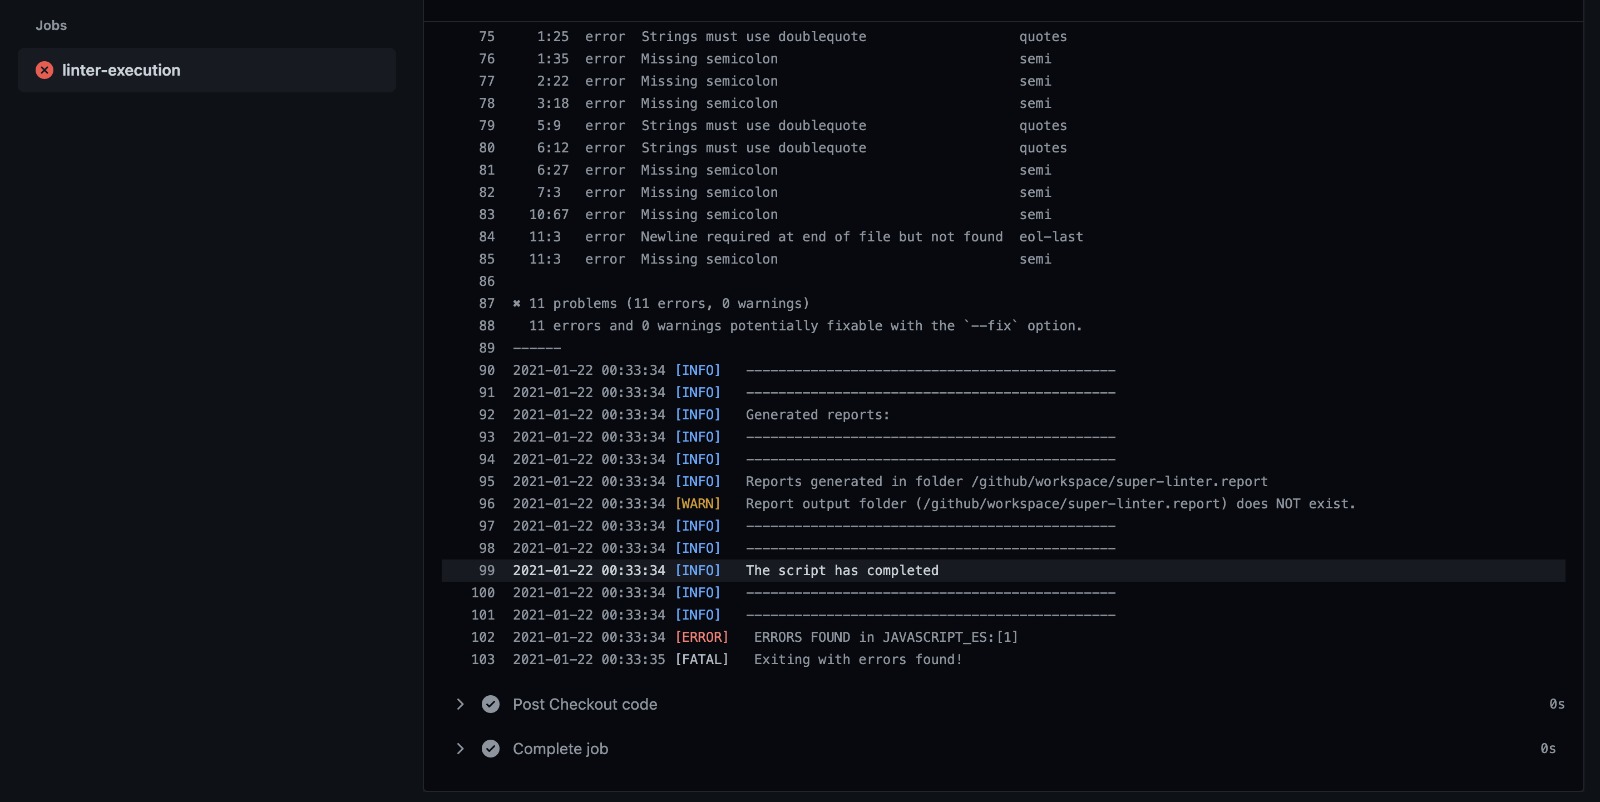 Jobs
linter-execution
75 1:25 error Strings must use doublequote quotes
76 1:35 error Missing semicolon semi
77 2:22 error Missing semicolon semi
78 3:18 error Missing semicolon semi
79 5:9 error Strings must use doublequote quotes
80 6:12 error Strings must use doublequote quotes
81 6:27 error Missing semicolon semi
82 7:3 error Missing semicolon semi
83 10:67 error Missing semicolon semi
84 11:3 error Newline required at end of file but not found eol-last
85 11:3 error Missing semicolon semi
86
87 ✖ 11 problems (11 errors, 0 warnings)
88 11 errors and 0 warnings potentially fixable with the `--fix` option.
89 ------
90 2021-01-22 00:33:34 [INFO] ----------------------------------------------
91 2021-01-22 00:33:34 [INFO] ----------------------------------------------
92 2021-01-22 00:33:34 [INFO] Generated reports:
93 2021-01-22 00:33:34 [INFO] ----------------------------------------------
94 2021-01-22 00:33:34 [INFO] ----------------------------------------------
95 2021-01-22 00:33:34 [INFO] Reports generated in folder /github/workspace/super-linter.report
96 2021-01-22 00:33:34 [WARN] Report output folder (/github/workspace/super-linter.report) does NOT exist.
97 2021-01-22 00:33:34 [INFO] ----------------------------------------------
98 2021-01-22 00:33:34 [INFO] ----------------------------------------------
99 2021-01-22 00:33:34 [INFO] The script has completed
100 2021-01-22 00:33:34 [INFO] ----------------------------------------------
101 2021-01-22 00:33:34 [INFO] ----------------------------------------------
102 2021-01-22 00:33:34 [ERROR] ERRORS FOUND in JAVASCRIPT_ES:[1]
103 2021-01-22 00:33:35 [FATAL] Exiting with errors found!
Post Checkout code 0s
Complete job 0s